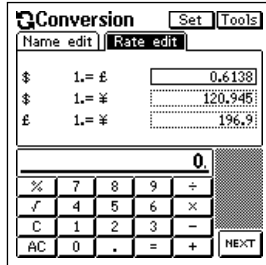 Conversion Set Tools
Name edit Rate edit
$ 1.= £ 0.6138
$ 1.= ¥ 120.945
£ 1.= ¥ 196.9
0.
% 7 8 9 ÷
√ 4 5 6 ×
C 1 2 3 −
AC 0 . = + NEXT